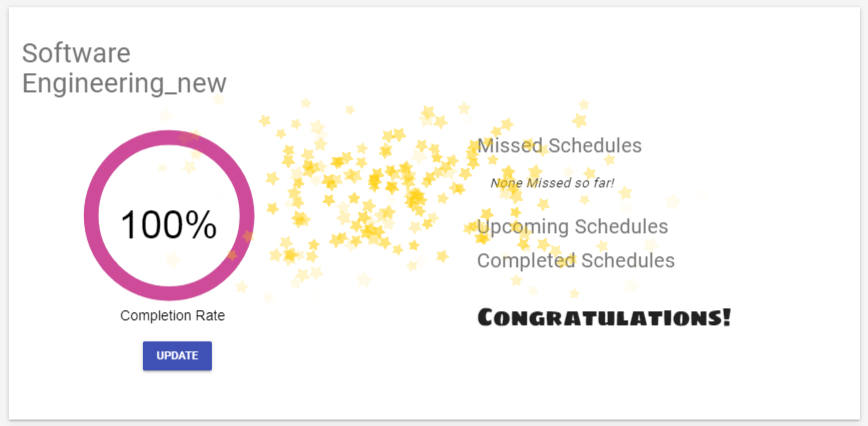 Software
Engineering_new
100%
Completion Rate
UPDATE
Missed Schedules
None Missed so far!
Upcoming Schedules
Completed Schedules
Congratulations!